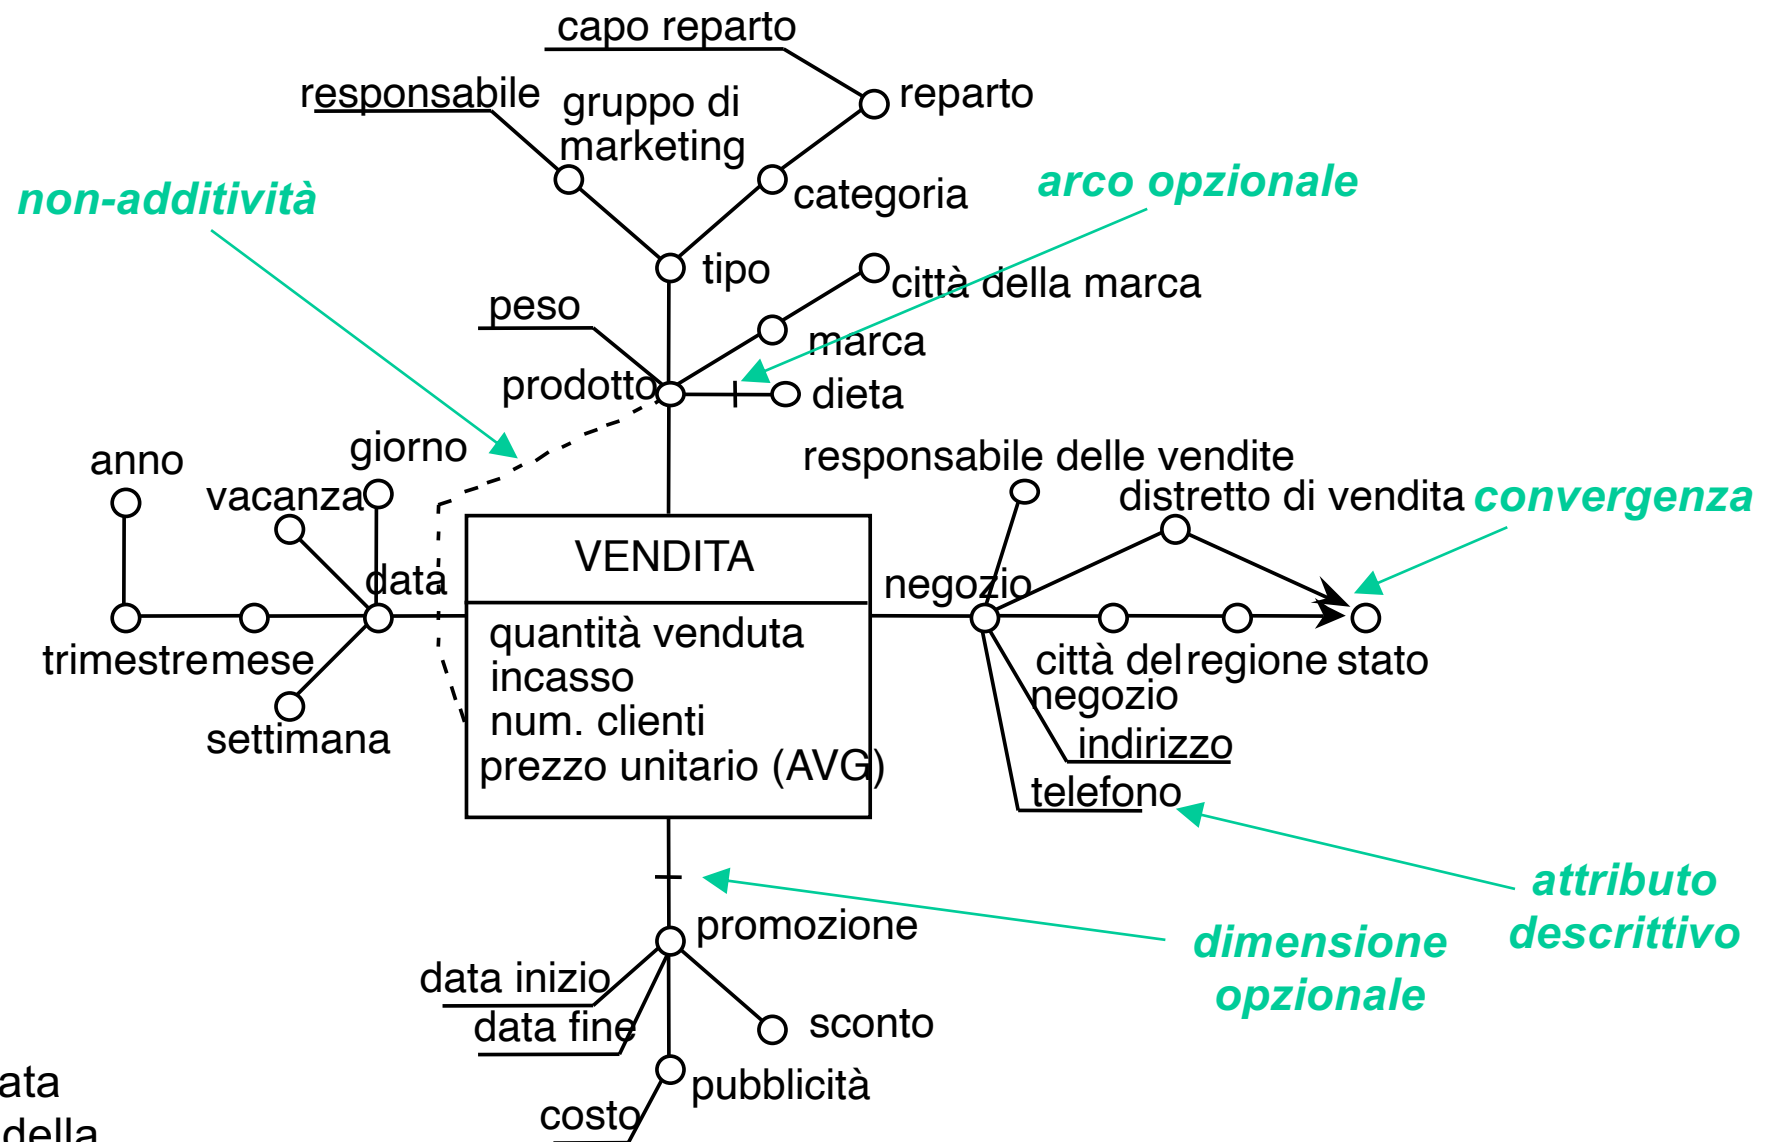 capo reparto
responsabile
gruppo di
marketing
reparto
non-additività
categoria
arco opzionale
tipo
città della marca
peso
marca
prodotto
dieta
anno
giorno
vacanza
responsabile delle vendite
distretto di vendita
convergenza
data
VENDITA
negozio
quantità venduta
incasso
num. clienti
prezzo unitario (AVG)
trimestre
mese
settimana
città del
negozio
regione
stato
indirizzo
telefono
attributo
descrittivo
promozione
dimensione
opzionale
data inizio
data fine
sconto
pubblicità
costo
ata
della